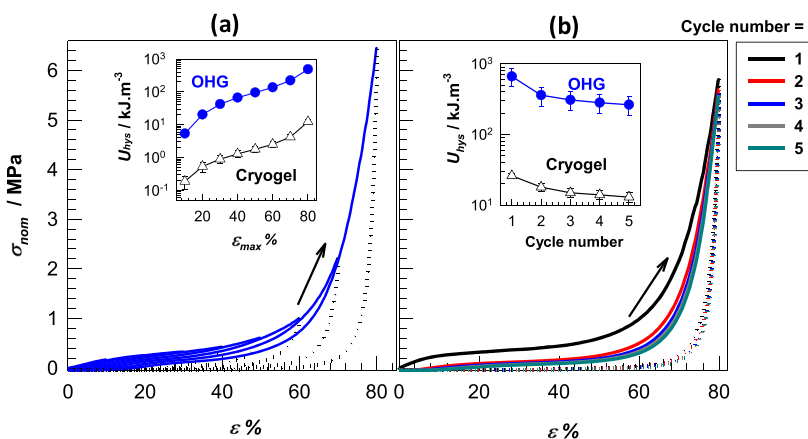 (a)
(b)
Cycle number =
1
2
3
4
5
σnom / MPa
6
5
4
3
2
1
0
0 20 40 60 80
ε %
Uhys / kJ.m-3
10³
10²
10¹
10⁰
10-1
OHG
Cryogel
20 40 60 80
εmax %
Uhys / kJ.m-3
10³
10²
10¹
OHG
Cryogel
1 2 3 4 5
Cycle number
0 20 40 60 80
ε %